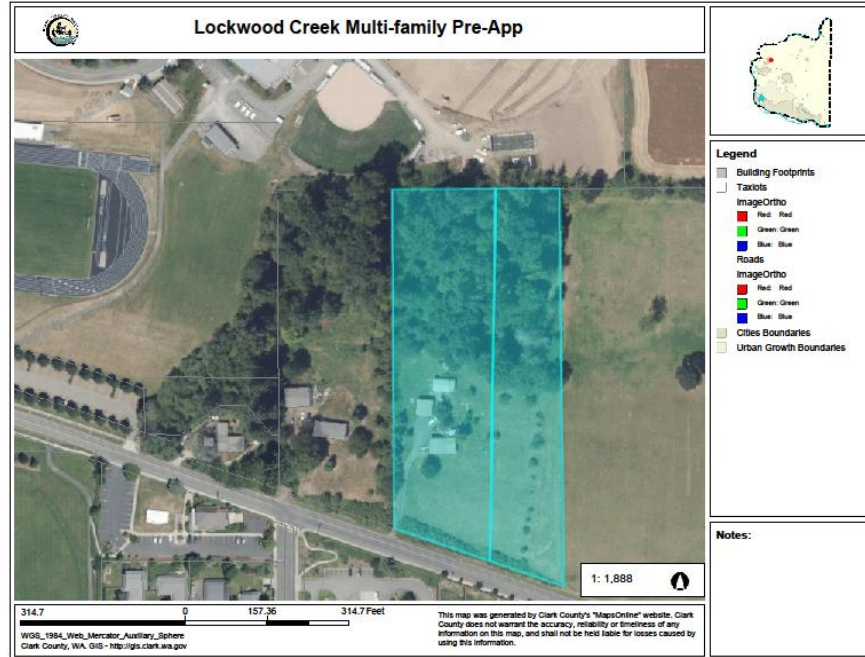 Lockwood Creek Multi-family Pre-App
Legend
Building Footprints
Taxlots
ImageOrtho
Red: Red
Green: Green
Blue: Blue
Roads
ImageOrtho
Red: Red
Green: Green
Blue: Blue
Cities Boundaries
Urban Growth Boundaries
Notes:
1: 1,888
314.7 0 157.36 314.7 Feet
WGS_1984_Web_Mercator_Auxiliary_Sphere
Clark County, WA. GIS - http://gis.clark.wa.gov
This map was generated by Clark County's "MapsOnline" website. Clark
County does not warrant the accuracy, reliability or timeliness of any
information on this map, and shall not be held liable for losses caused by
using this information.